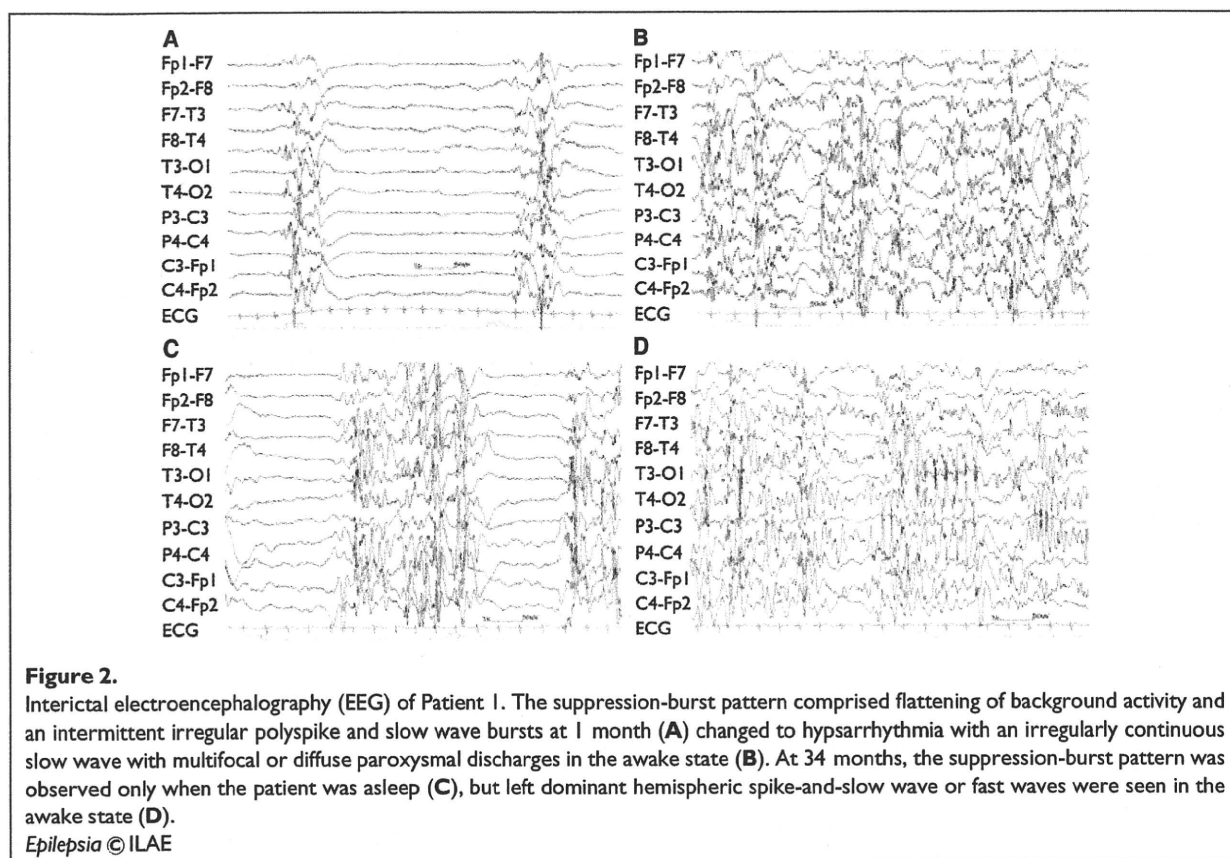 A
Fp1-F7
Fp2-F8
F7-T3
F8-T4
T3-O1
T4-O2
P3-C3
P4-C4
C3-Fp1
C4-Fp2
ECG
B
Fp1-F7
Fp2-F8
F7-T3
F8-T4
T3-O1
T4-O2
P3-C3
P4-C4
C3-Fp1
C4-Fp2
ECG
C
Fp1-F7
Fp2-F8
F7-T3
F8-T4
T3-O1
T4-O2
P3-C3
P4-C4
C3-Fp1
C4-Fp2
ECG
D
Fp1-F7
Fp2-F8
F7-T3
F8-T4
T3-O1
T4-O2
P3-C3
P4-C4
C3-Fp1
C4-Fp2
ECG
Figure 2.
Interictal electroencephalography (EEG) of Patient 1. The suppression-burst pattern comprised flattening of background activity and
an intermittent irregular polyspike and slow wave bursts at 1 month (A) changed to hypsarrhythmia with an irregularly continuous
slow wave with multifocal or diffuse paroxysmal discharges in the awake state (B). At 34 months, the suppression-burst pattern was
observed only when the patient was asleep (C), but left dominant hemispheric spike-and-slow wave or fast waves were seen in the
awake state (D).
Epilepsia © ILAE